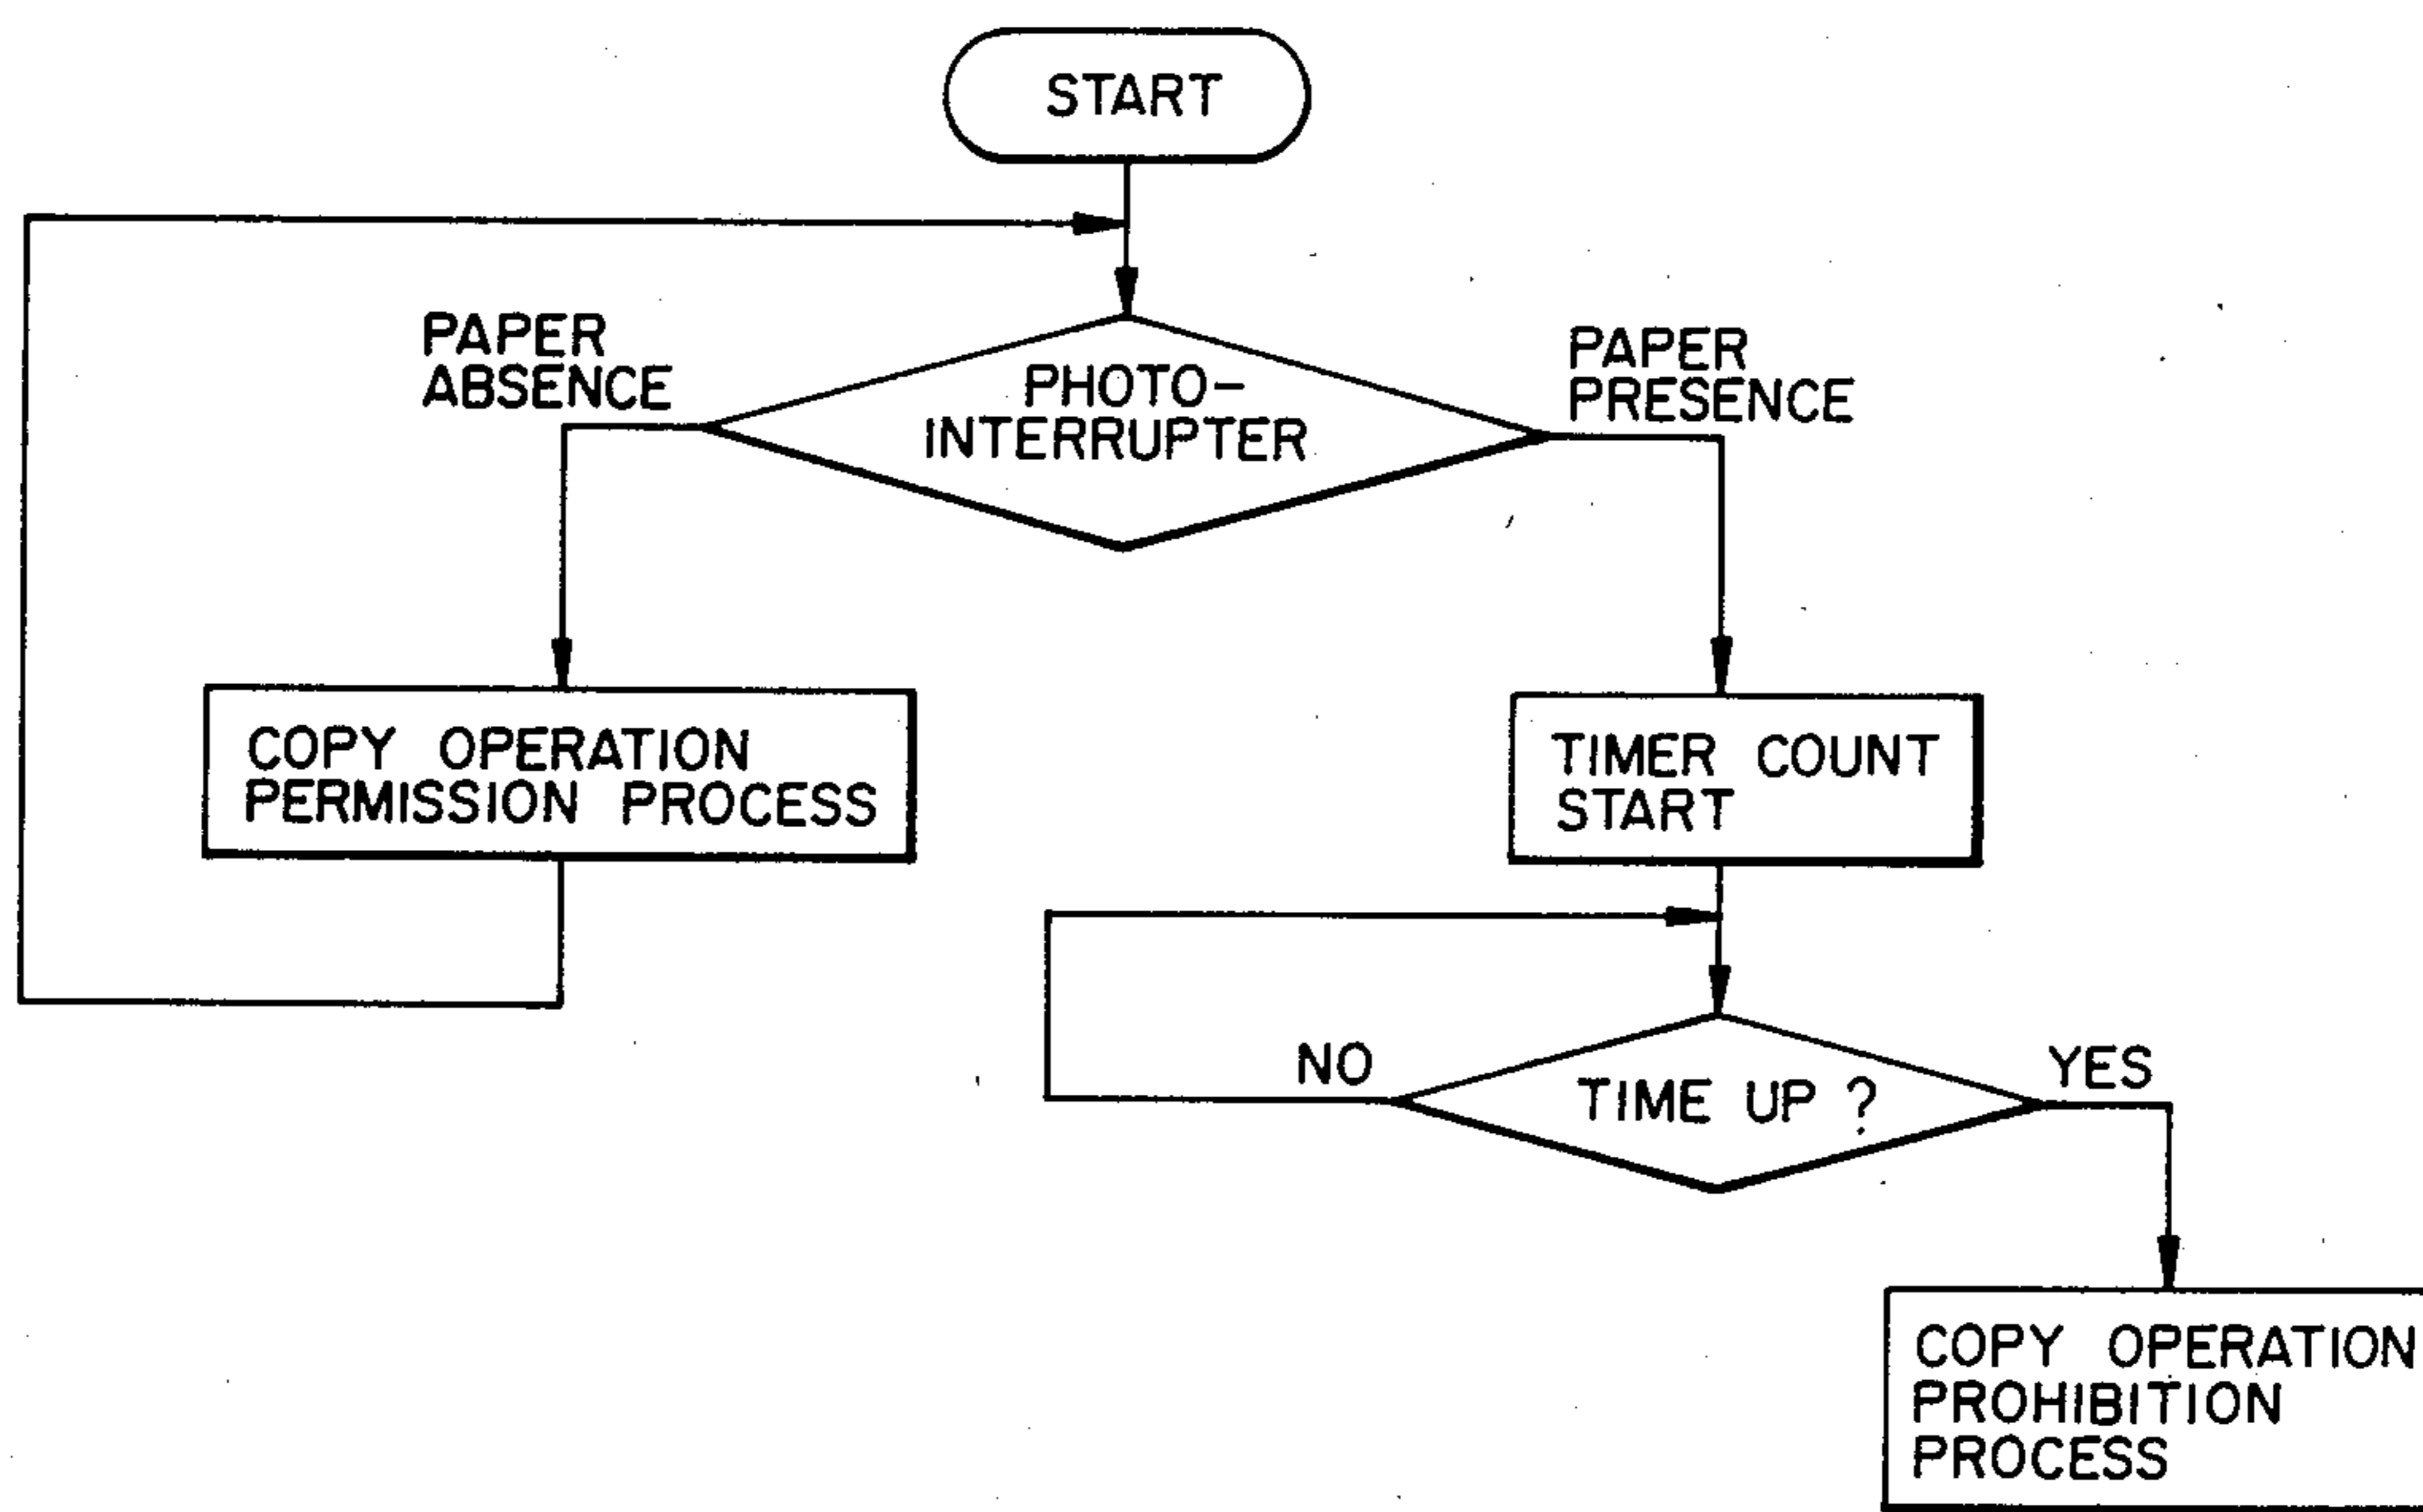 START
PAPER
ABSENCE
PHOTO-
INTERRUPTER
PAPER
PRESENCE
COPY OPERATION
PERMISSION PROCESS
TIMER COUNT
START
NO
TIME UP ?
YES
COPY OPERATION
PROHIBITION
PROCESS